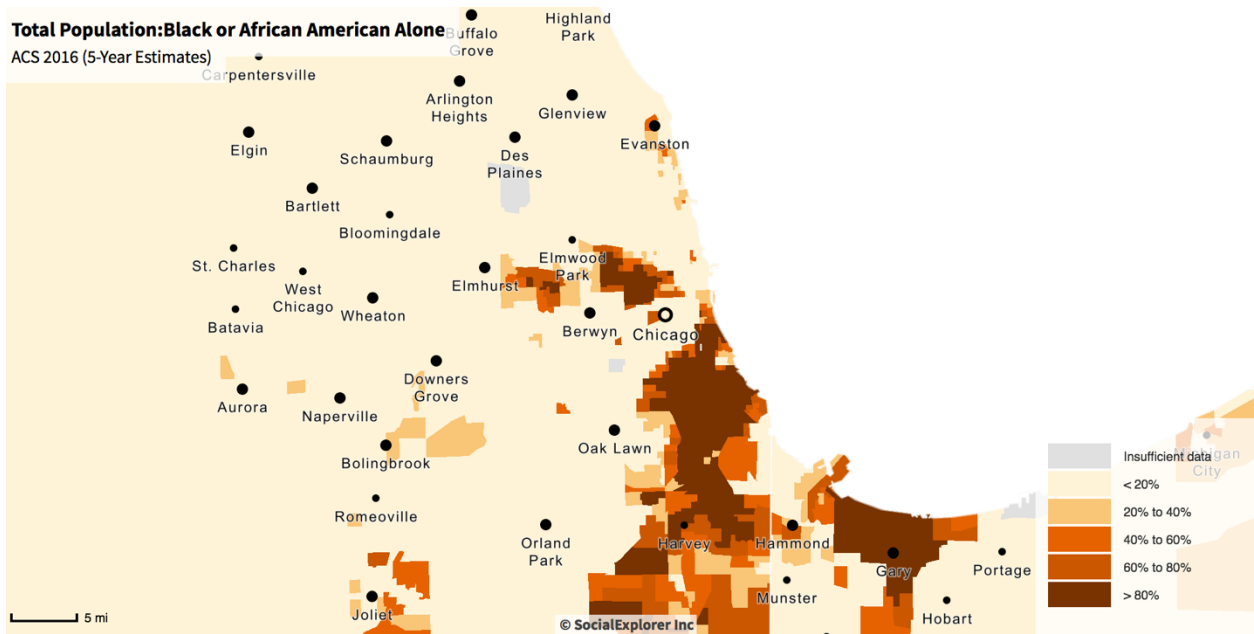 Total Population:Black or African American Alone
ACS 2016 (5-Year Estimates)
Buffalo
Grove
Highland
Park
Carpentersville
Arlington
Heights
Glenview
Evanston
Elgin
Schaumburg
Des
Plaines
Bartlett
Bloomingdale
St. Charles
West
Chicago
Elmhurst
Elmwood
Park
Batavia
Wheaton
Berwyn
Chicago
Downers
Grove
Aurora
Naperville
Oak Lawn
Bolingbrook
Romeoville
Orland
Park
Harvey
Hammond
Gary
Portage
Munster
Hobart
Joliet
Michigan
City
Insufficient data
< 20%
20% to 40%
40% to 60%
60% to 80%
> 80%
5 mi
© SocialExplorer Inc